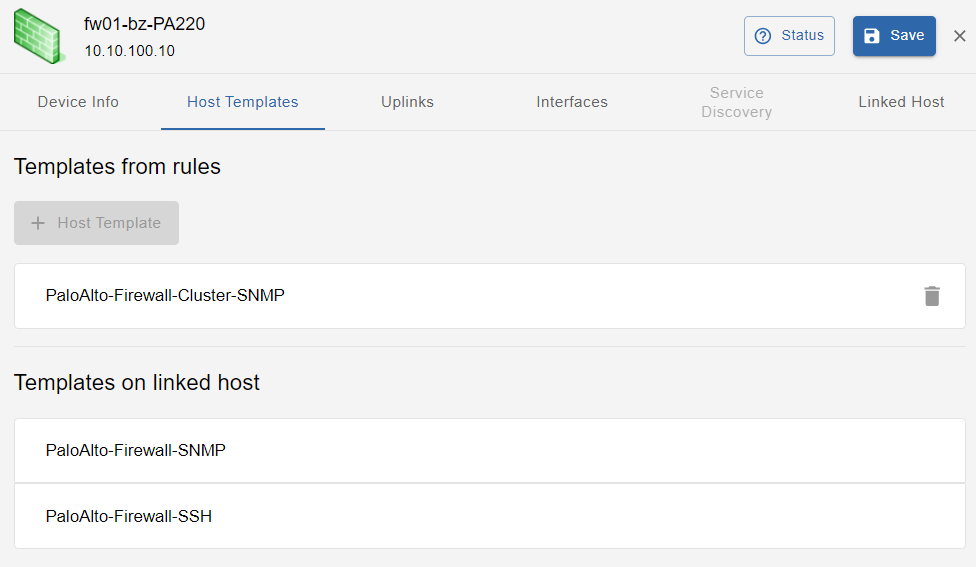 fw01-bz-PA220
10.10.100.10
Status
Save
Device Info
Host Templates
Uplinks
Interfaces
Service
Discovery
Linked Host
Templates from rules
Host Template
PaloAlto-Firewall-Cluster-SNMP
Templates on linked host
PaloAlto-Firewall-SNMP
PaloAlto-Firewall-SSH